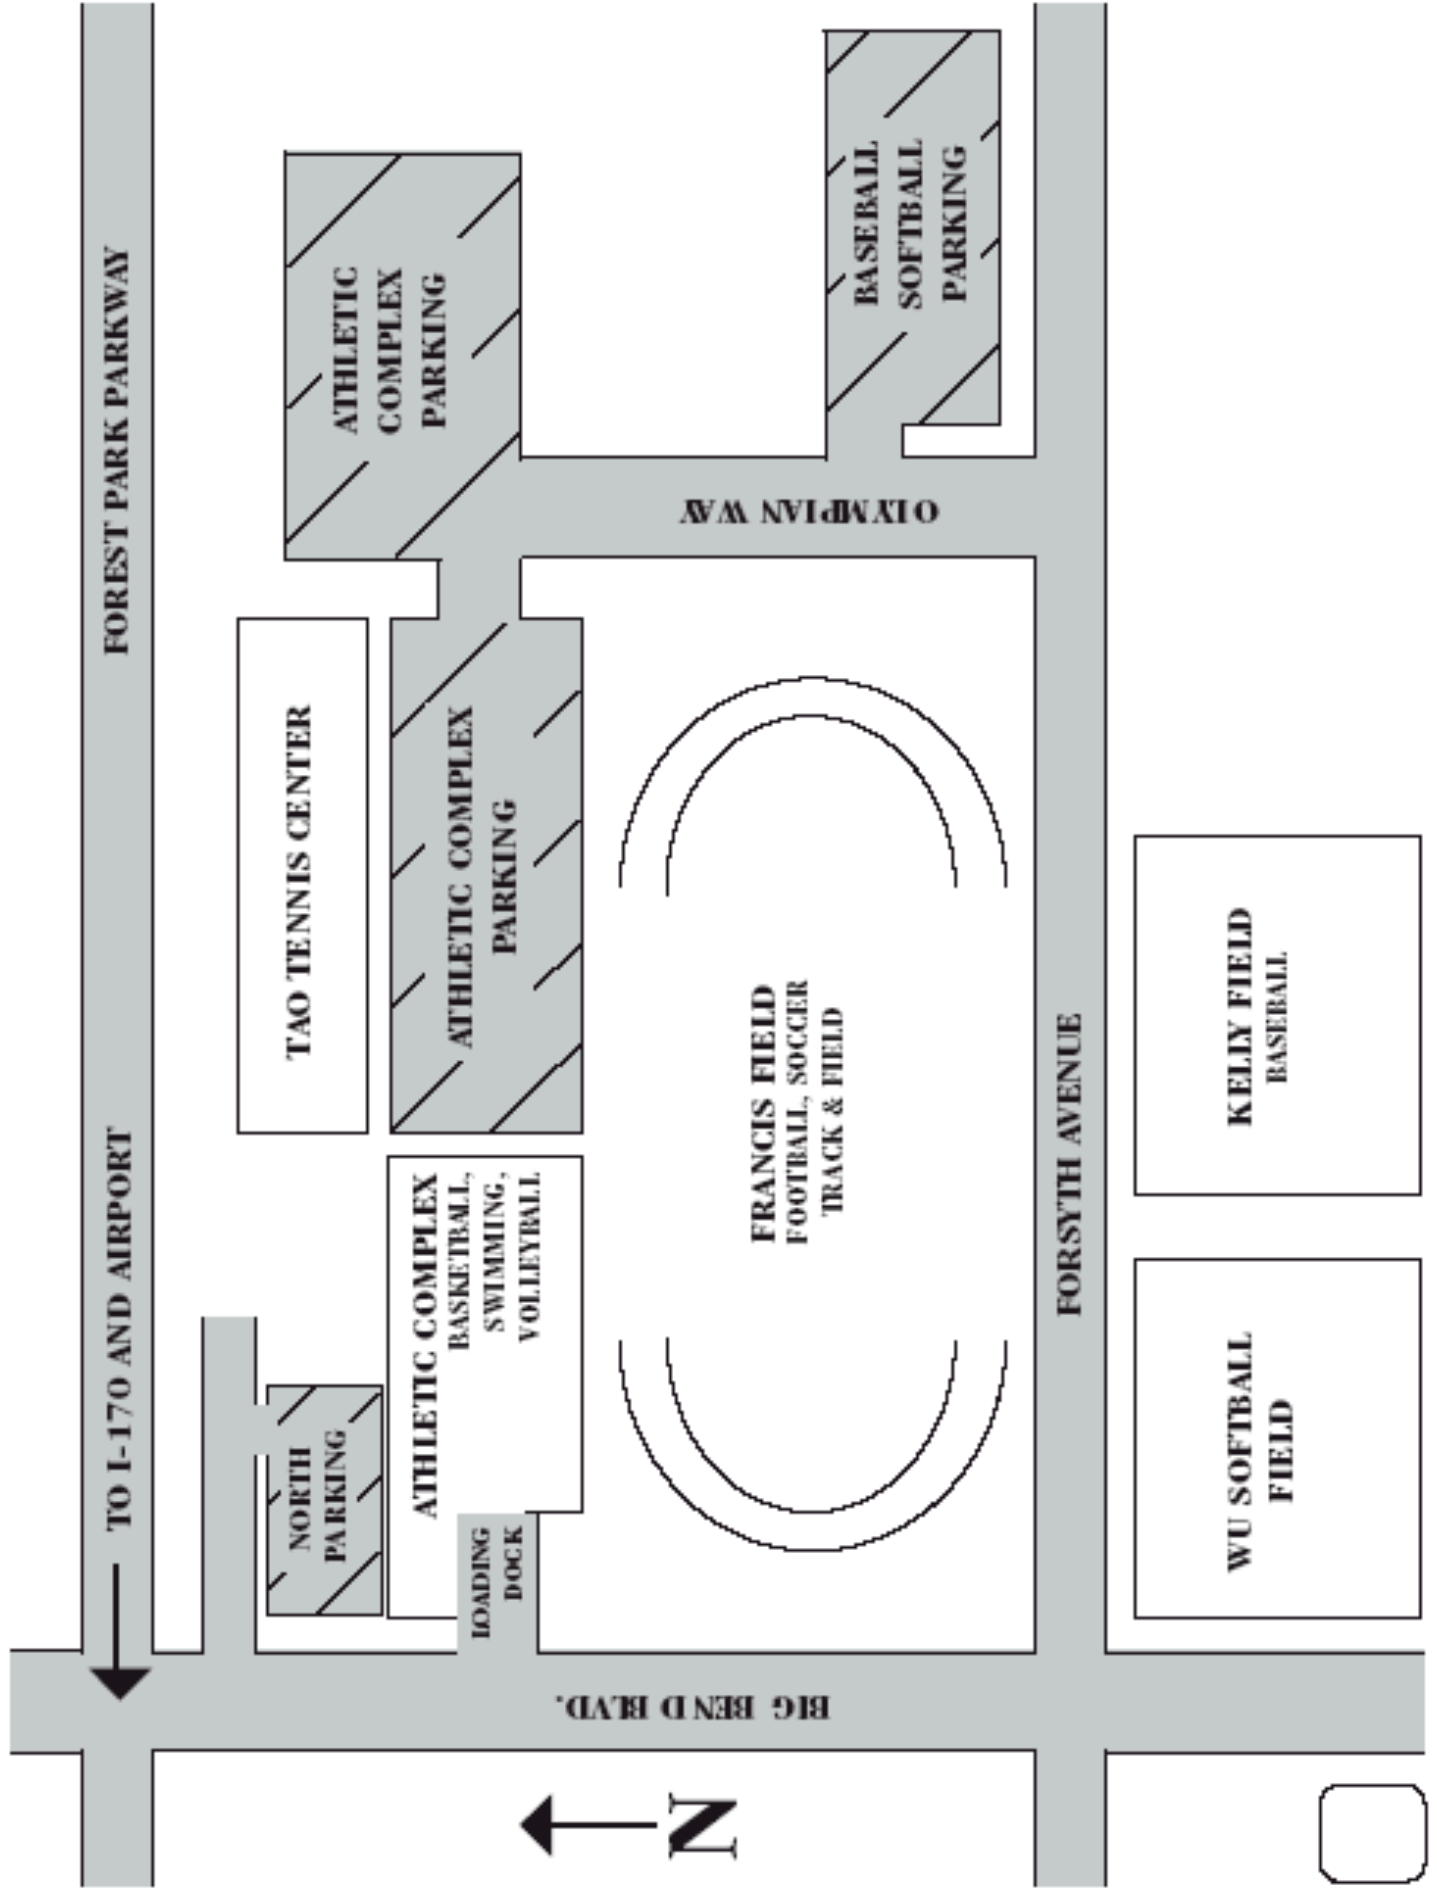 FOREST PARK PARKWAY
TO I-170 AND AIRPORT
ATHLETIC
COMPLEX
PARKING
BASEBALL
SOFTBALL
PARKING
OLYMPIAN WAY
TAO TENNIS CENTER
ATHLETIC COMPLEX
PARKING
NORTH
PARKING
ATHLETIC COMPLEX
BASKETBALL,
SWIMMING,
VOLLEYBALL
LOADING
DOCK
FRANCIS FIELD
FOOTBALL, SOCCER
TRACK & FIELD
FORSYTH AVENUE
KELLY FIELD
BASEBALL
WU SOFTBALL
FIELD
BIG BEND BLVD.
N